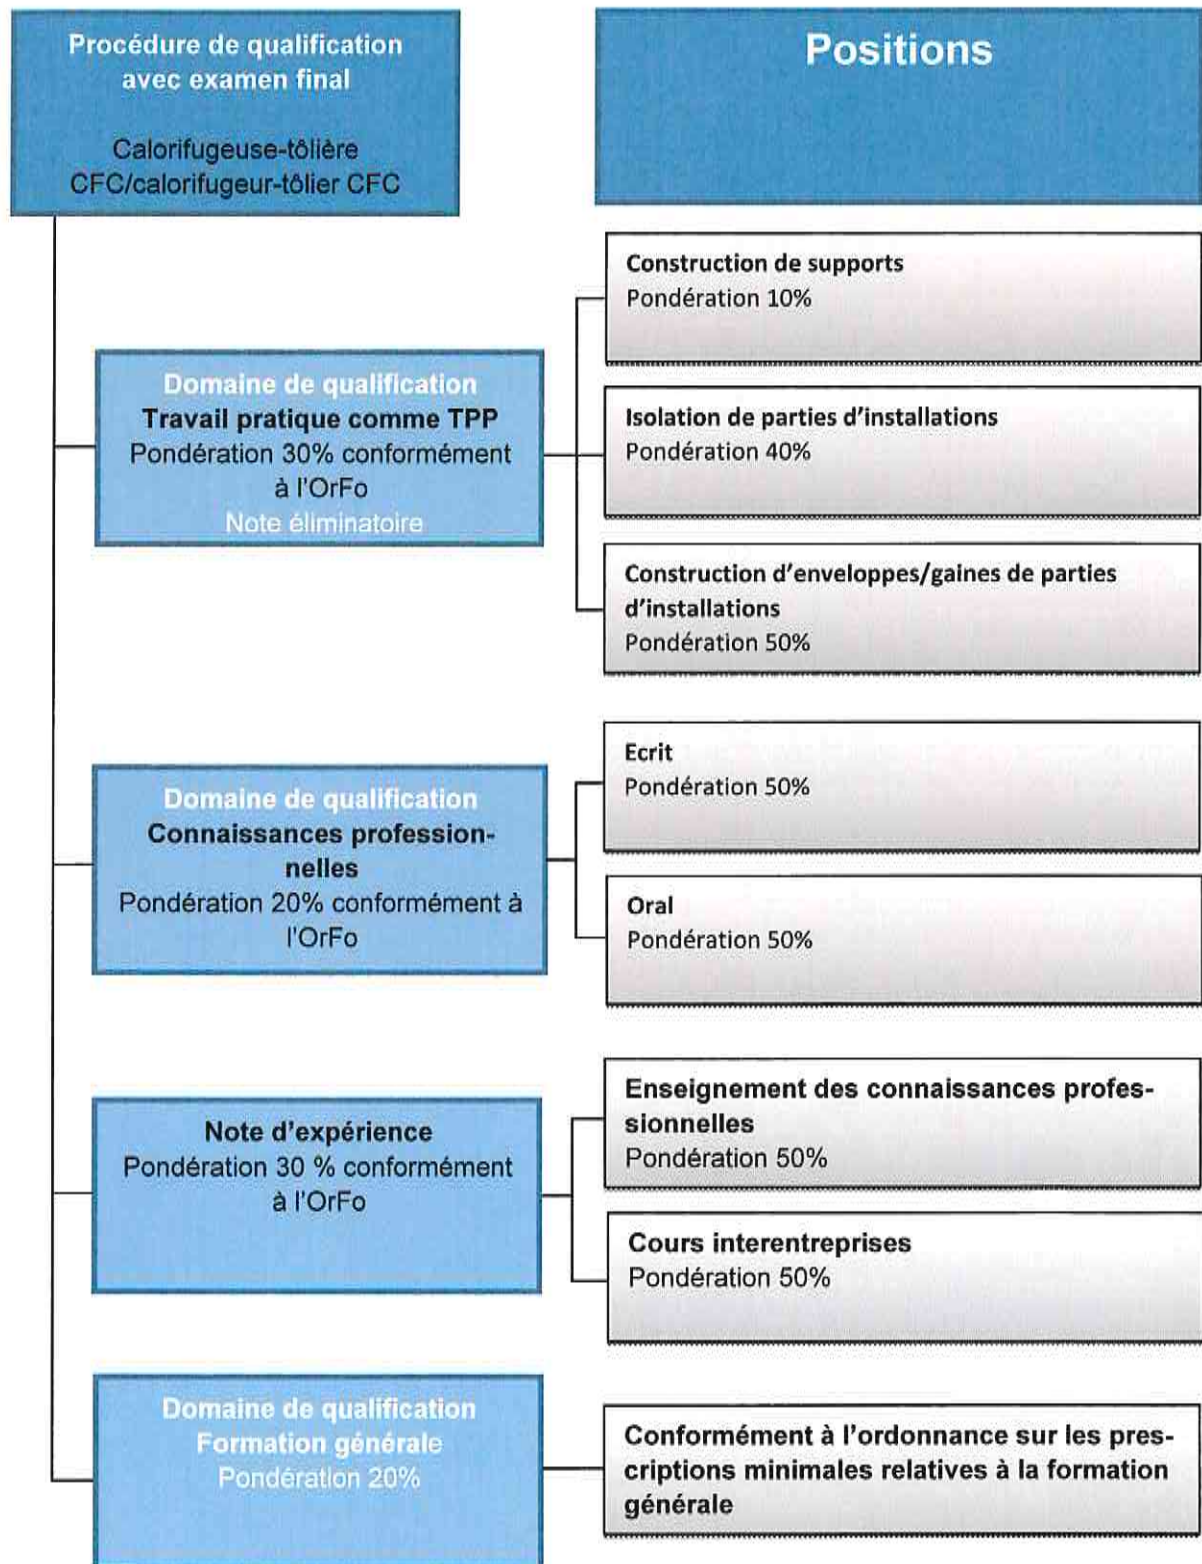 Procédure de qualification
avec examen final
Calorifugeuse-tôlière
CFC/calorifugeur-tôlier CFC
Positions
Domaine de qualification
Travail pratique comme TPP
Pondération 30% conformément
à l'OrFo
Note éliminatoire
Construction de supports
Pondération 10%
Isolation de parties d'installations
Pondération 40%
Construction d'enveloppes/gaines de parties
d'installations
Pondération 50%
Domaine de qualification
Connaissances profession-
nelles
Pondération 20% conformément à
l'OrFo
Ecrit
Pondération 50%
Oral
Pondération 50%
Note d'expérience
Pondération 30 % conformément
à l'OrFo
Enseignement des connaissances profes-
sionnelles
Pondération 50%
Cours interentreprises
Pondération 50%
Domaine de qualification
Formation générale
Pondération 20%
Conformément à l'ordonnance sur les pres-
criptions minimales relatives à la formation
générale